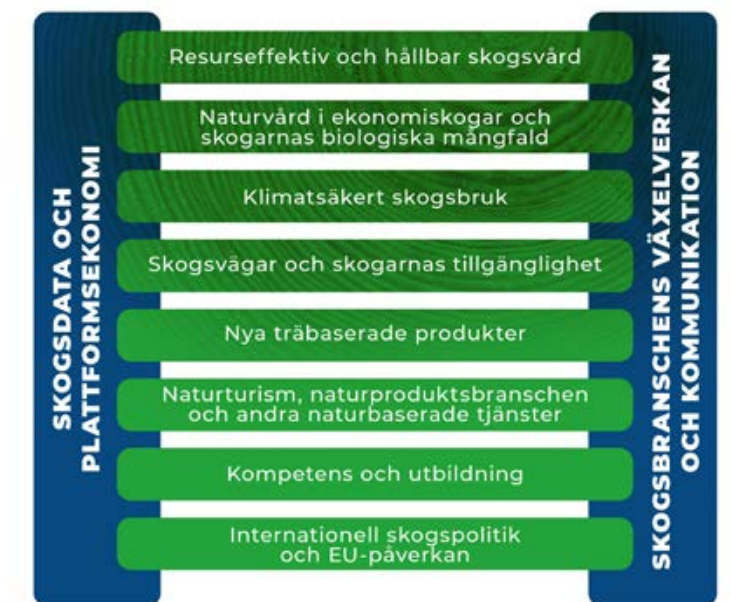 SKOGSDATA OCH
PLATTFORMSEKONOMI
Resurseffektiv och hållbar skogsvård
Naturvård i ekonomiskogar och
skogarnas biologiska mångfald
Klimatsäkert skogsbruk
Skogsvägar och skogarnas tillgänglighet
Nya träbaserade produkter
Naturturism, naturproduktsbranschen
och andra naturbaserade tjänster
Kompetens och utbildning
Internationell skogspolitik
och EU-påverkan
SKOGSBRANSCHENS VÄXELVERKAN
OCH KOMMUNIKATION